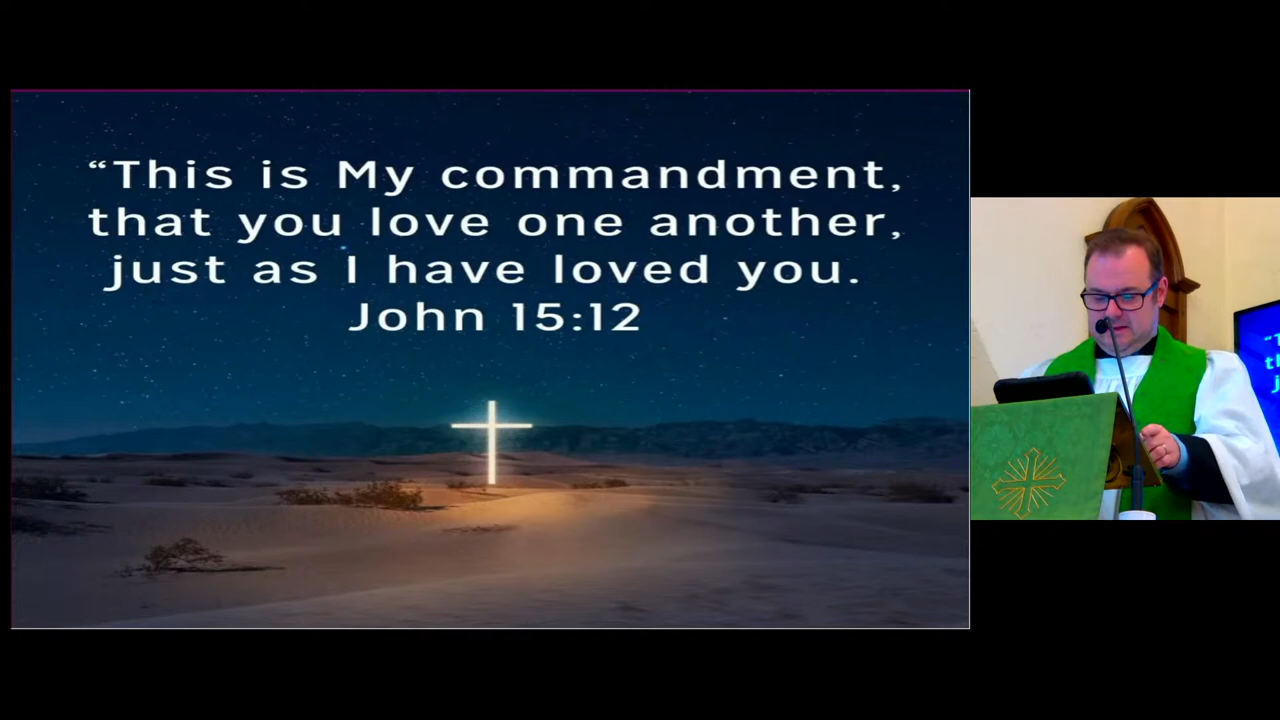 “This is My commandment,
that you love one another,
just as I have loved you.
John 15:12